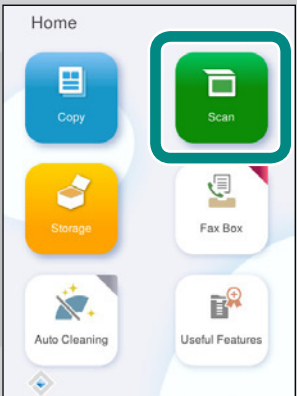 Home
Copy
Scan
Storage
Fax Box
Auto Cleaning
Useful Features